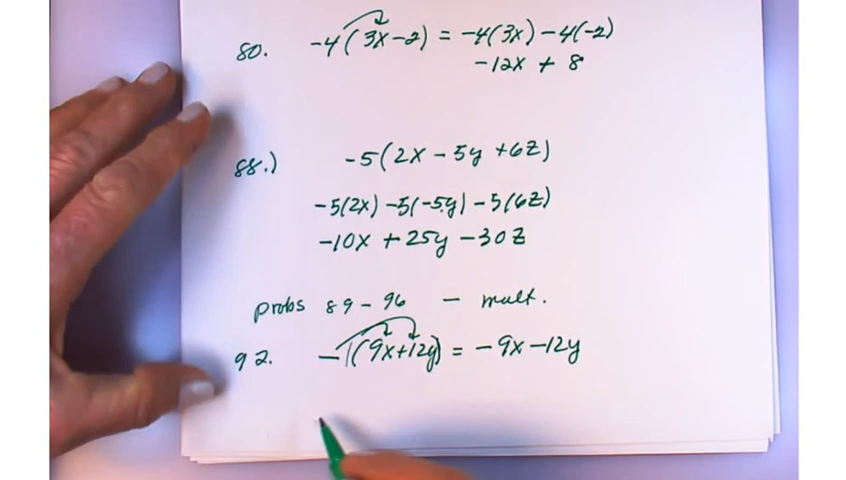 80. -4(3x-2) = -4(3x) -4(-2)
-12x + 8
88.) -5(2x - 5y + 6z)
-5(2x) -5(-5y) -5(6z)
-10x + 25y - 30z
probs 89 - 96 - mult.
92. -1(9x+12y) = -9x -12y